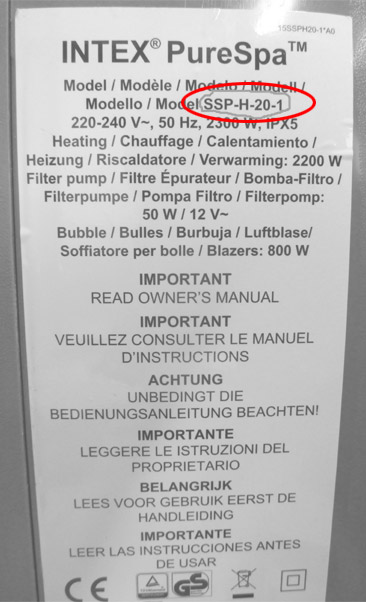 15SSPH20-1*A0
INTEX® PureSpa™
Model / Modèle / Modelo / Modell /
Modello / Model SSP-H-20-1
220-240 V~, 50 Hz, 2300 W, IPX5
Heating / Chauffage / Calentamiento /
Heizung / Riscaldatore / Verwarming: 2200 W
Filter pump / Filtre Épurateur / Bomba-Filtro /
Filterpumpe / Pompa Filtro / Filterpomp:
50 W / 12 V~
Bubble / Bulles / Burbuja / Luftblase/
Soffiatore per bolle / Blazers: 800 W
IMPORTANT
READ OWNER'S MANUAL
IMPORTANT
VEUILLEZ CONSULTER LE MANUEL
D'INSTRUCTIONS
ACHTUNG
UNBEDINGT DIE
BEDIENUNGSANLEITUNG BEACHTEN!
IMPORTANTE
LEGGERE LE ISTRUZIONI DEL
PROPRIETARIO
BELANGRIJK
LEES VOOR GEBRUIK EERST DE
HANDLEIDING
IMPORTANTE
LEER LAS INSTRUCCIONES ANTES
DE USAR
CE GS